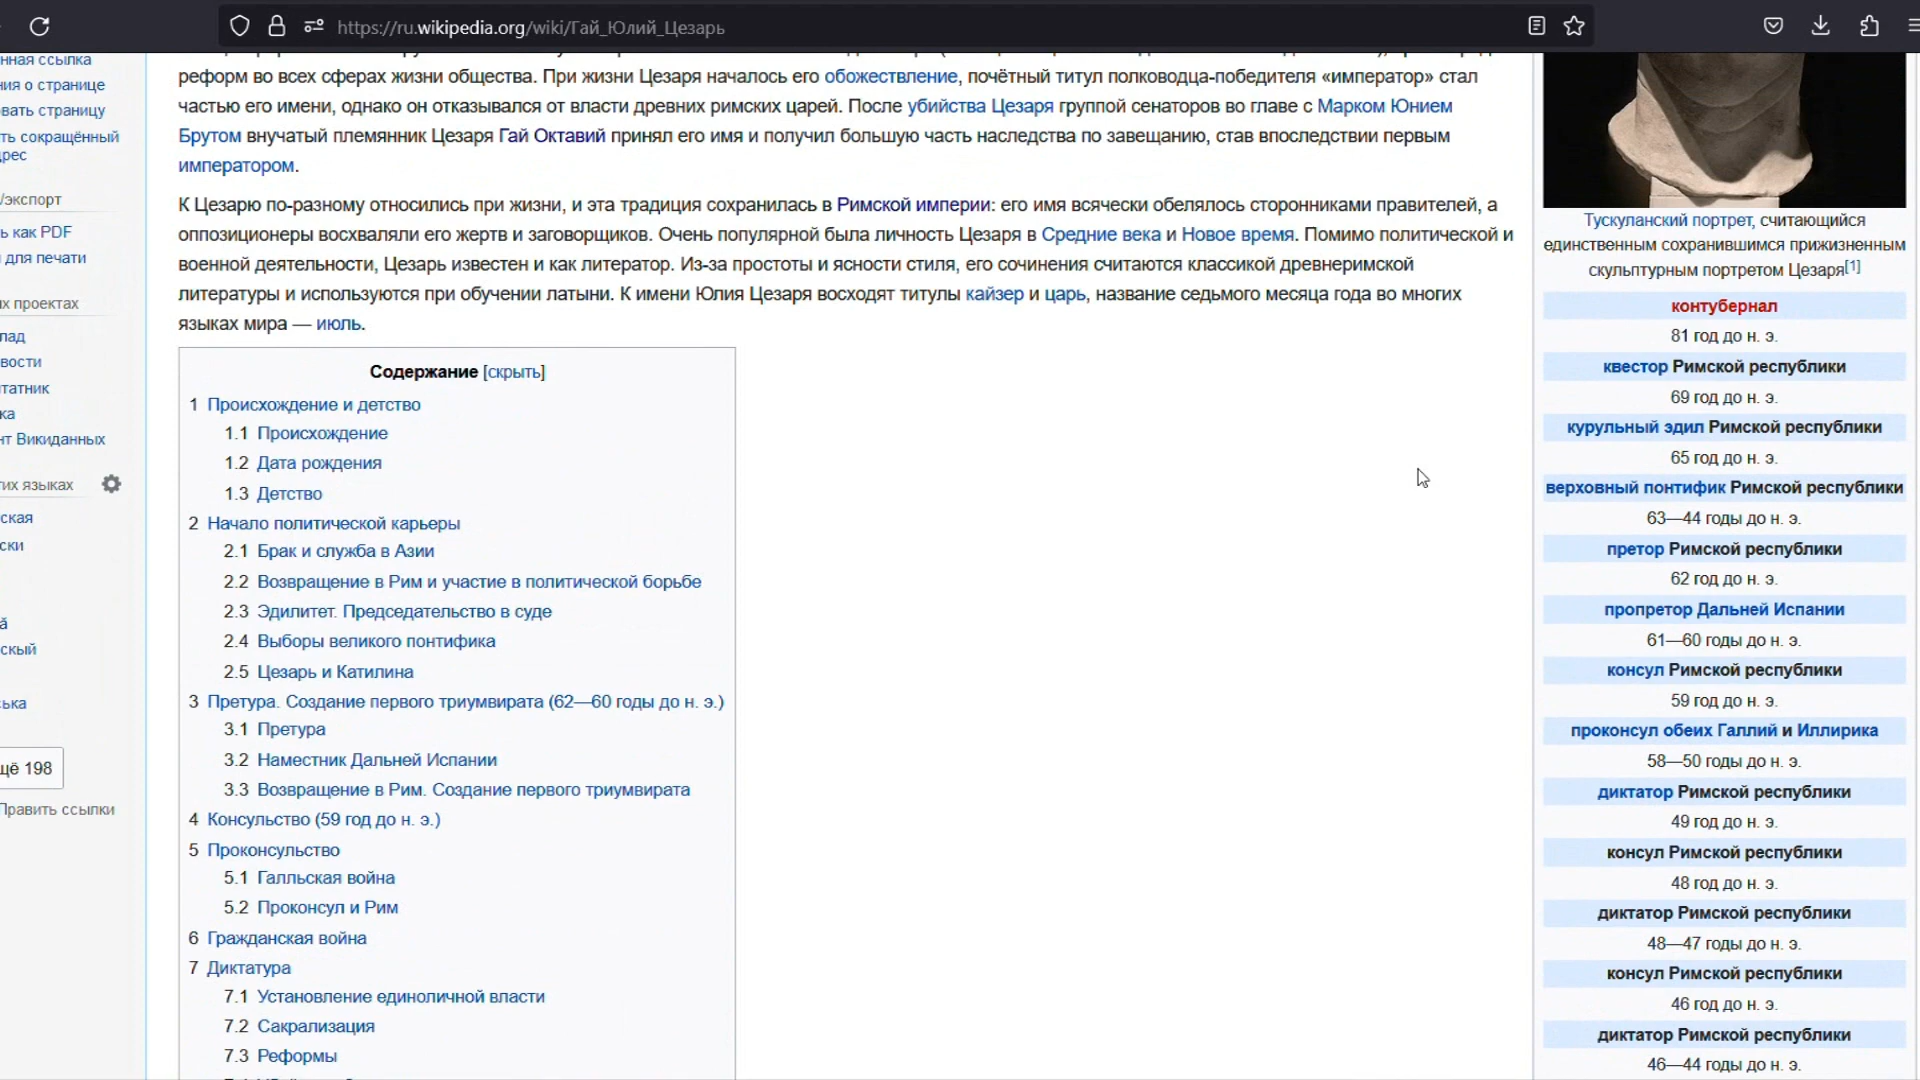 https://ru.wikipedia.org/wiki/Гай_Юлий_Цезарь
нная ссылка
ния о странице
вать страницу
ть сокращённый
дрес
/экспорт
ь как PDF
для печати
х проектах
лад
вости
татник
ка
нт Викиданных
гих языках
ская
ски
ă
ский
ська
щё 198
Править ссылки
реформ во всех сферах жизни общества. При жизни Цезаря началось его обожествление, почётный титул полководца-победителя «император» стал
частью его имени, однако он отказывался от власти древних римских царей. После убийства Цезаря группой сенаторов во главе с Марком Юнием
Брутом внучатый племянник Цезаря Гай Октавий принял его имя и получил большую часть наследства по завещанию, став впоследствии первым
императором.
К Цезарю по-разному относились при жизни, и эта традиция сохранилась в Римской империи: его имя всячески обелялось сторонниками правителей, а
оппозиционеры восхваляли его жертв и заговорщиков. Очень популярной была личность Цезаря в Средние века и Новое время. Помимо политической и
военной деятельности, Цезарь известен и как литератор. Из-за простоты и ясности стиля, его сочинения считаются классикой древнеримской
литературы и используются при обучении латыни. К имени Юлия Цезаря восходят титулы кайзер и царь, название седьмого месяца года во многих
языках мира — июль.
Содержание [скрыть]
1 Происхождение и детство
1.1 Происхождение
1.2 Дата рождения
1.3 Детство
2 Начало политической карьеры
2.1 Брак и служба в Азии
2.2 Возвращение в Рим и участие в политической борьбе
2.3 Эдилитет. Председательство в суде
2.4 Выборы великого понтифика
2.5 Цезарь и Катилина
3 Претура. Создание первого триумвирата (62—60 годы до н. э.)
3.1 Претура
3.2 Наместник Дальней Испании
3.3 Возвращение в Рим. Создание первого триумвирата
4 Консульство (59 год до н. э.)
5 Проконсульство
5.1 Галльская война
5.2 Проконсул и Рим
6 Гражданская война
7 Диктатура
7.1 Установление единоличной власти
7.2 Сакрализация
7.3 Реформы
Тускуланский портрет, считающийся
единственным сохранившимся прижизненным
скульптурным портретом Цезаря[1]
контубернал
81 год до н. э.
квестор Римской республики
69 год до н. э.
курульный эдил Римской республики
65 год до н. э.
верховный понтифик Римской республики
63—44 годы до н. э.
претор Римской республики
62 год до н. э.
пропретор Дальней Испании
61—60 годы до н. э.
консул Римской республики
59 год до н. э.
проконсул обеих Галлий и Иллирика
58—50 годы до н. э.
диктатор Римской республики
49 год до н. э.
консул Римской республики
48 год до н. э.
диктатор Римской республики
48—47 годы до н. э.
консул Римской республики
46 год до н. э.
диктатор Римской республики
46—44 годы до н. э.